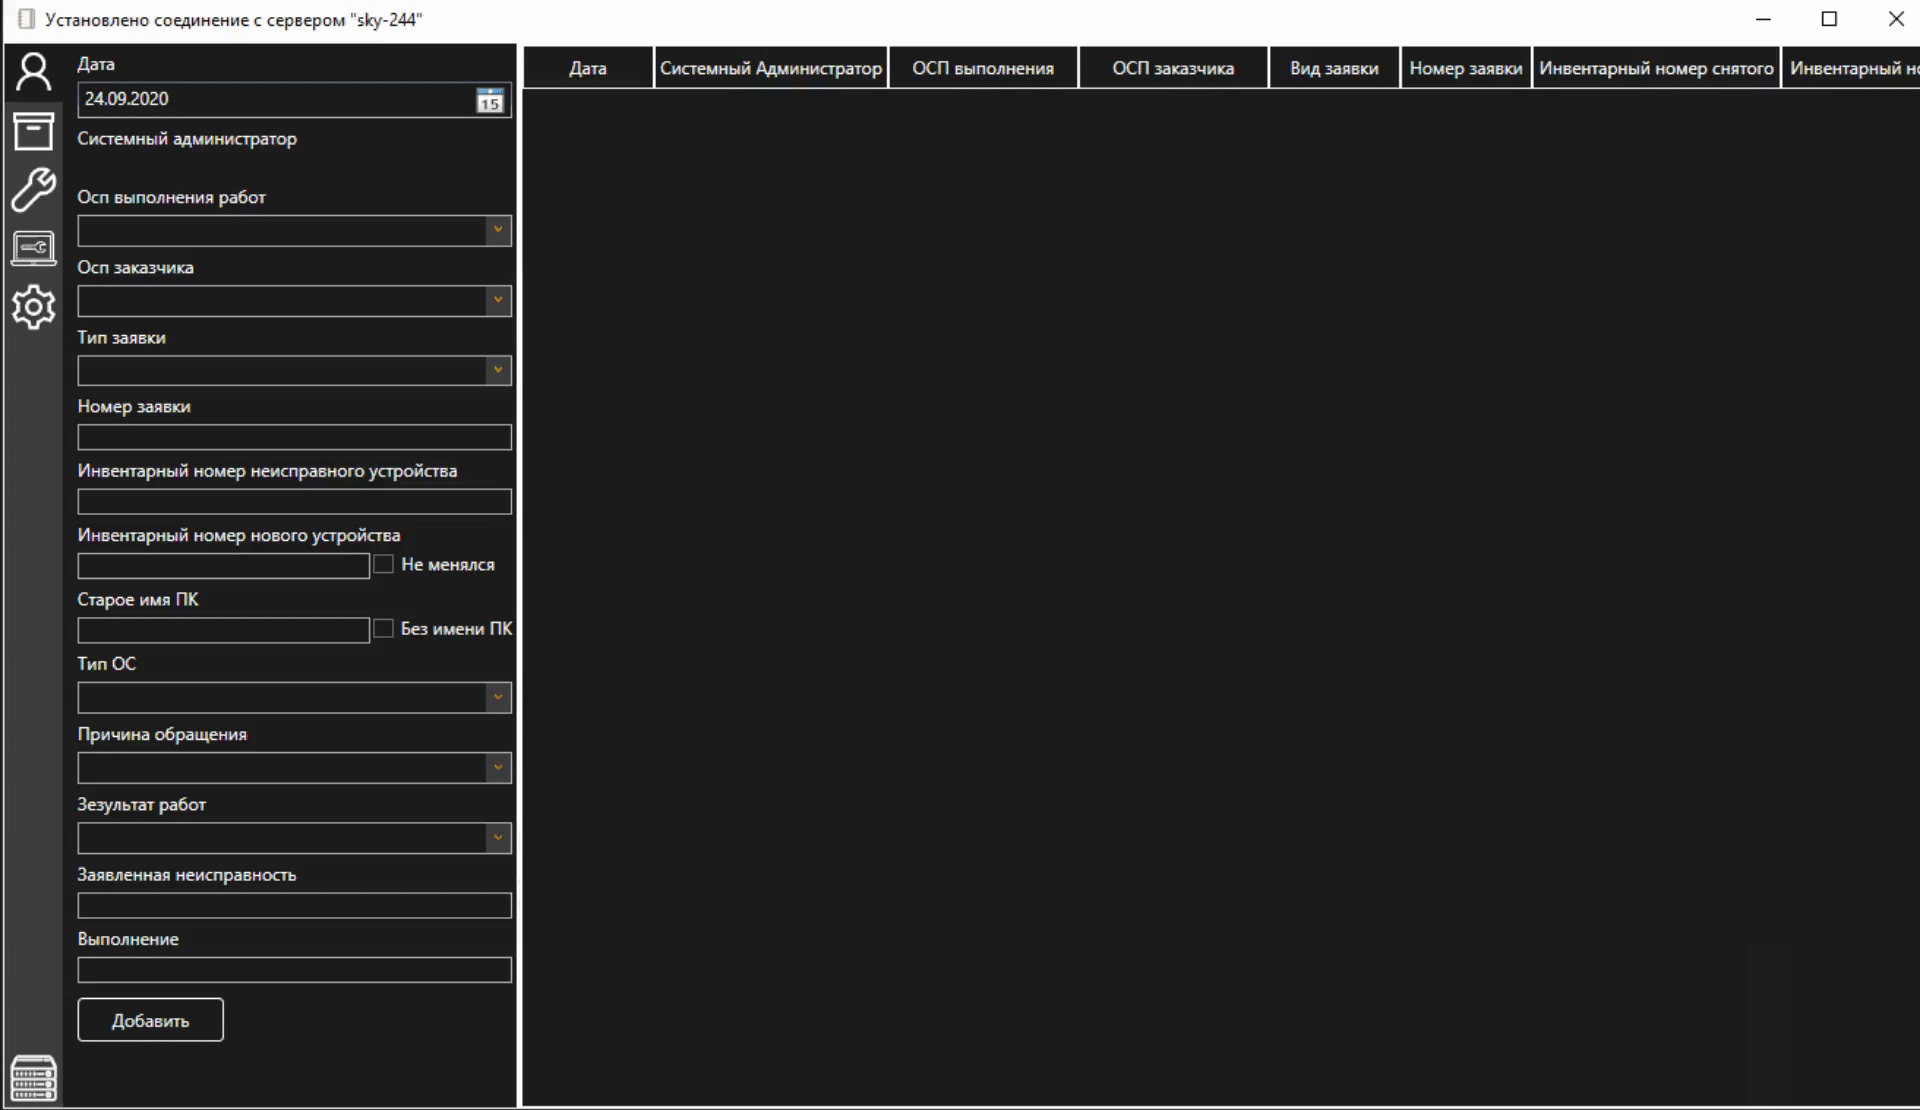 Установлено соединение с сервером "sky-244"
Дата
24.09.2020
15
Системный администратор
Осп выполнения работ
Осп заказчика
Тип заявки
Номер заявки
Инвентарный номер неисправного устройства
Инвентарный номер нового устройства
Не менялся
Старое имя ПК
Без имени ПК
Тип ОС
Причина обращения
Зезультат работ
Заявленная неисправность
Выполнение
Добавить
Дата Системный Администратор ОСП выполнения ОСП заказчика Вид заявки Номер заявки Инвентарный номер снятого Инвентарный но